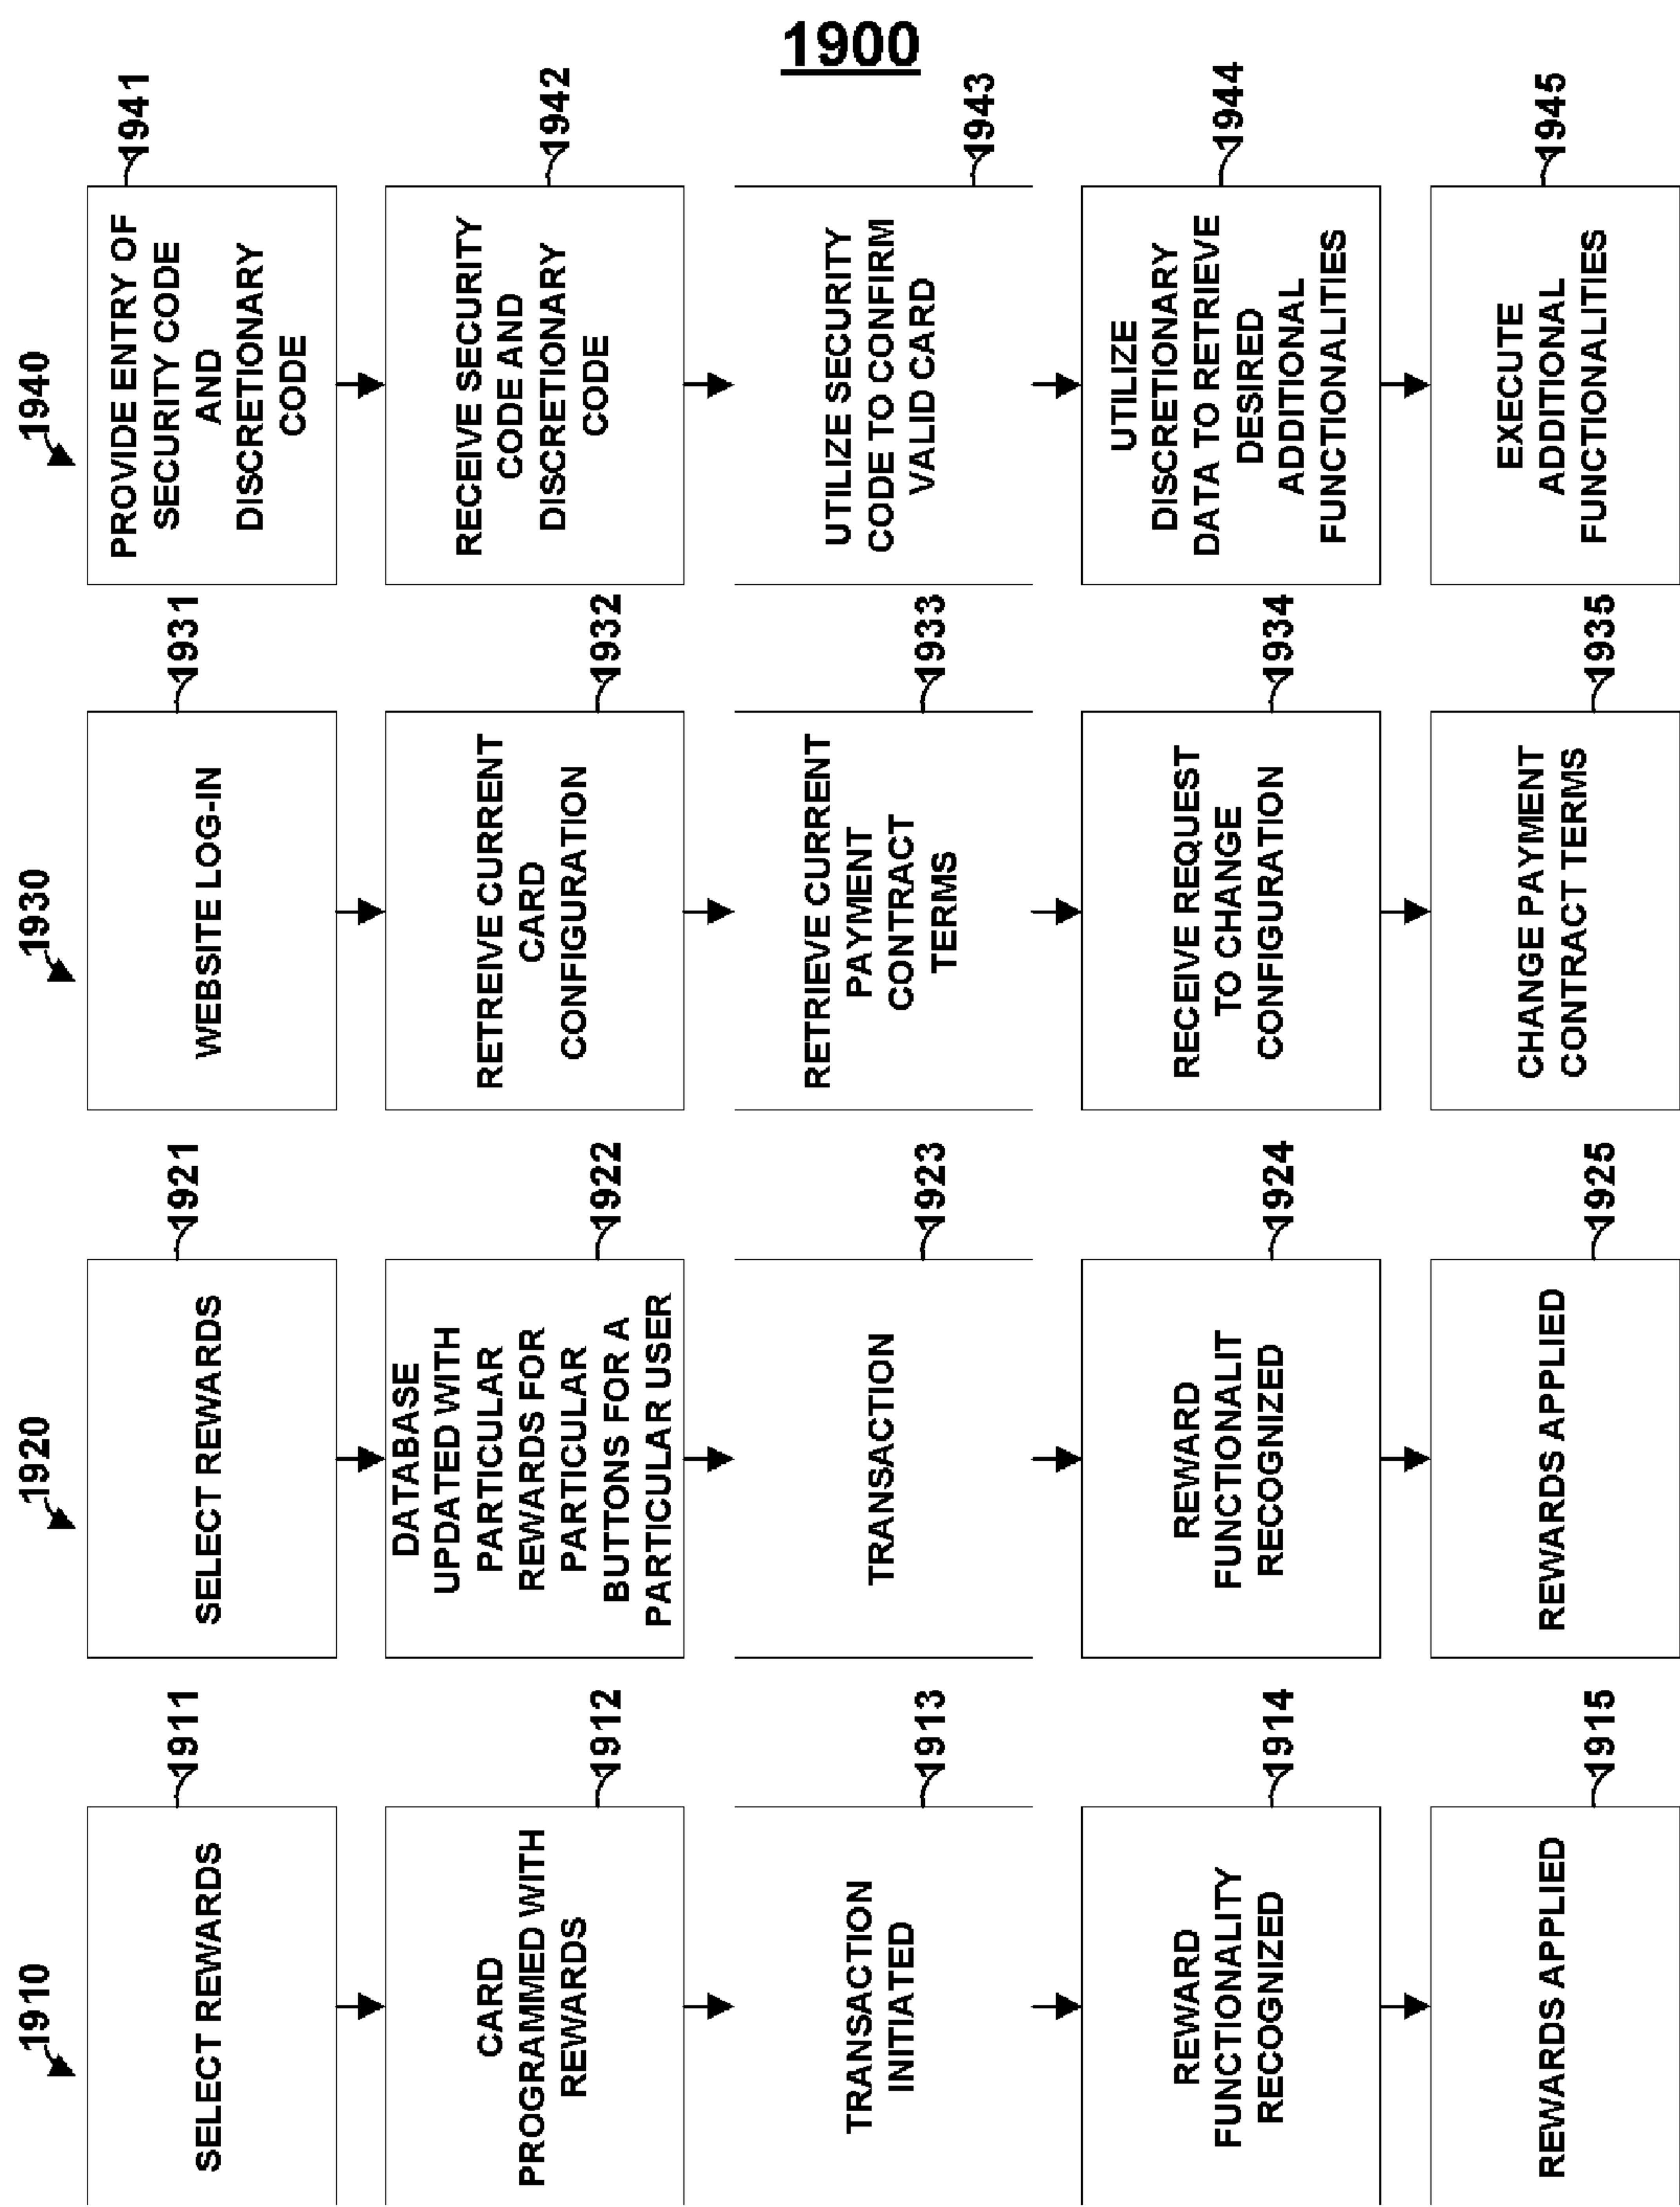 1900
1910
SELECT REWARDS
1911
CARD
PROGRAMMED WITH
REWARDS
1912
TRANSACTION
INITIATED
1913
REWARD
FUNCTIONALITY
RECOGNIZED
1914
REWARDS APPLIED
1915
1920
SELECT REWARDS
1921
DATABASE
UPDATED WITH
PARTICULAR
REWARDS FOR
PARTICULAR
BUTTONS FOR A
PARTICULAR USER
1922
TRANSACTION
1923
REWARD
FUNCTIONALIT
RECOGNIZED
1924
REWARDS APPLIED
1925
1930
WEBSITE LOG-IN
1931
RETREIVE CURRENT
CARD
CONFIGURATION
1932
RETRIEVE CURRENT
PAYMENT
CONTRACT
TERMS
1933
RECEIVE REQUEST
TO CHANGE
CONFIGURATION
1934
CHANGE PAYMENT
CONTRACT TERMS
1935
1940
PROVIDE ENTRY OF
SECURITY CODE
AND
DISCRETIONARY
CODE
1941
RECEIVE SECURITY
CODE AND
DISCRETIONARY
CODE
1942
UTILIZE SECURITY
CODE TO CONFIRM
VALID CARD
1943
UTILIZE
DISCRETIONARY
DATA TO RETRIEVE
DESIRED
ADDITIONAL
FUNCTIONALITIES
1944
EXECUTE
ADDITIONAL
FUNCTIONALITIES
1945